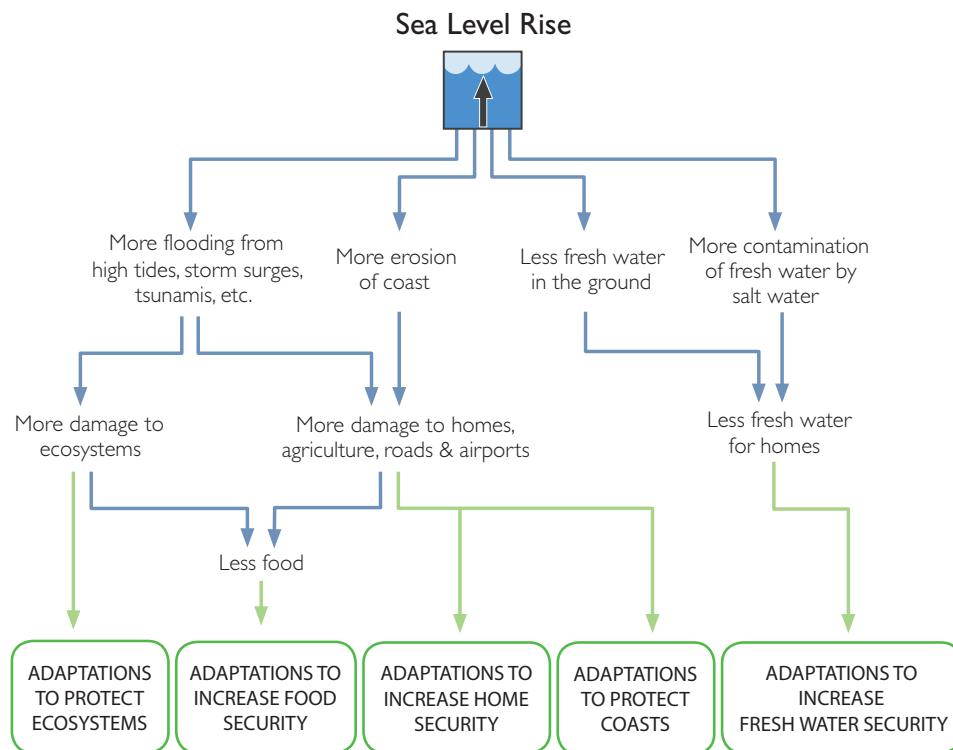 Sea Level Rise
More flooding from
high tides, storm surges,
tsunamis, etc.
More erosion
of coast
Less fresh water
in the ground
More contamination
of fresh water by
salt water
More damage to
ecosystems
More damage to homes,
agriculture, roads & airports
Less fresh water
for homes
Less food
ADAPTATIONS
TO PROTECT
ECOSYSTEMS
ADAPTATIONS TO
INCREASE FOOD
SECURITY
ADAPTATIONS TO
INCREASE HOME
SECURITY
ADAPTATIONS
TO PROTECT
COASTS
ADAPTATIONS TO
INCREASE
FRESH WATER SECURITY